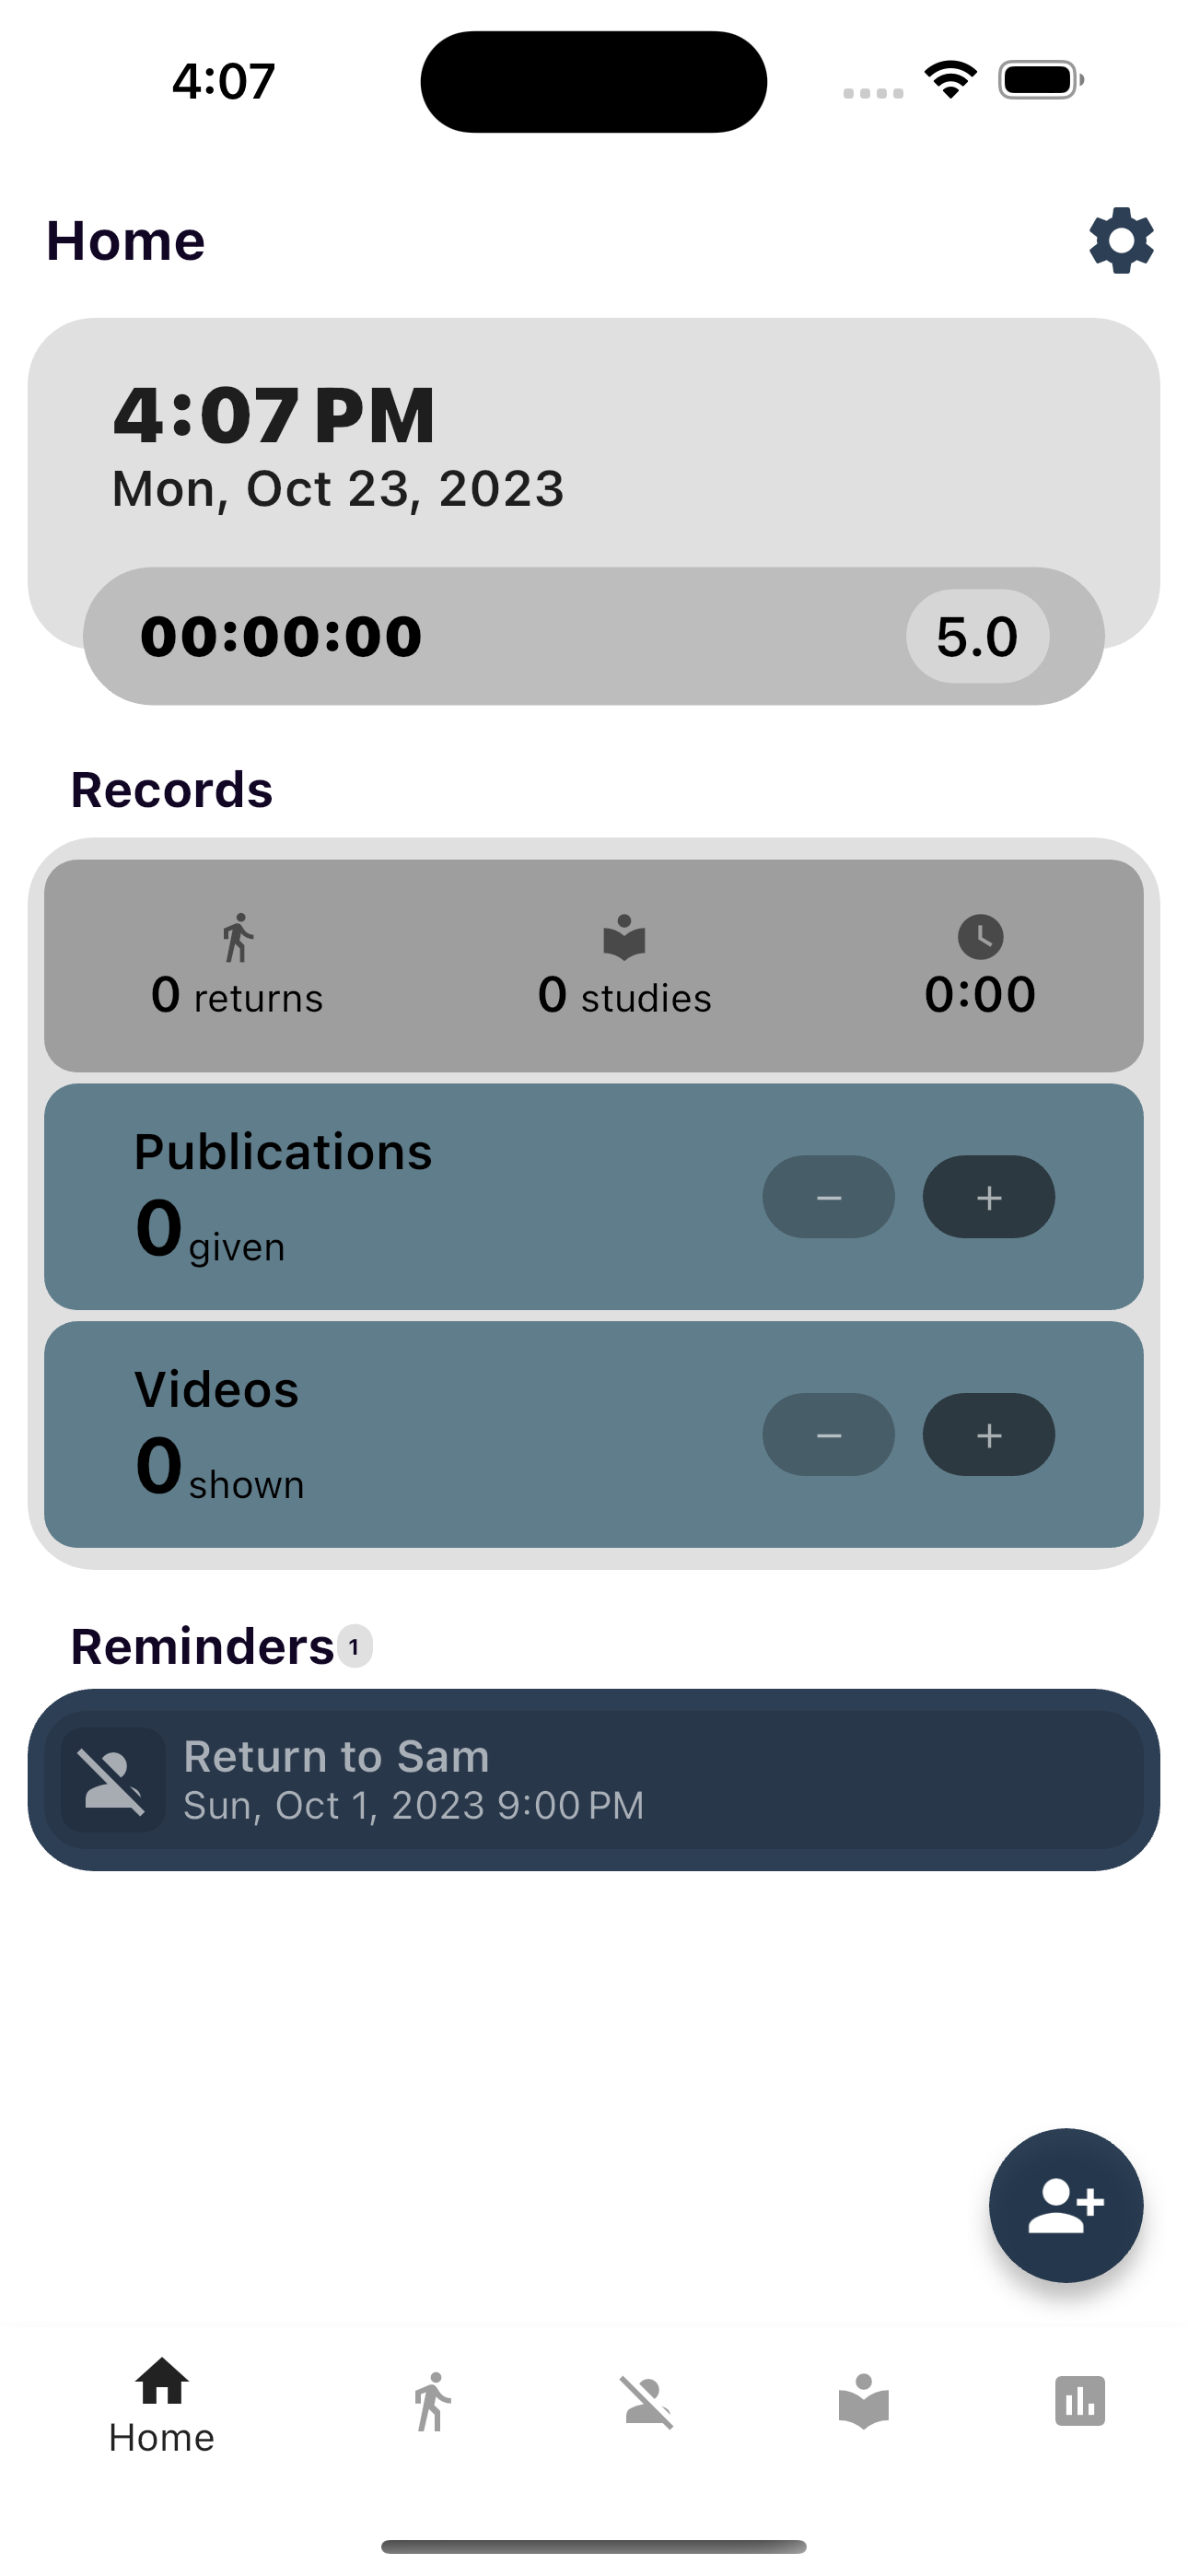 4:07
Home
4:07 PM
Mon, Oct 23, 2023
00:00:00 5.0
Records
0 returns 0 studies 0:00
Publications
0 given
− +
Videos
0 shown
− +
Reminders 1
Return to Sam
Sun, Oct 1, 2023 9:00 PM
Home